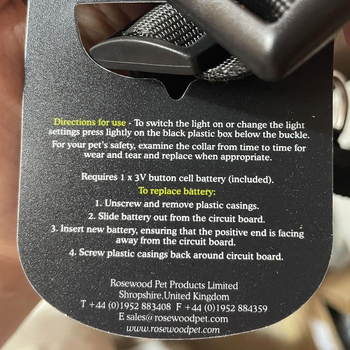 Directions for use - To switch the light on or change the light
settings press lightly on the black plastic box below the buckle.
For your pet's safety, examine the collar from time to time for
wear and tear and replace when appropriate.
Requires 1 x 3V button cell battery (included).
To replace battery:
1. Unscrew and remove plastic casings.
2. Slide battery out from the circuit board.
3. Insert new battery, ensuring that the positive end is facing
away from the circuit board.
4. Screw plastic casings back around circuit board.
Rosewood Pet Products Limited
Shropshire,United Kingdom
T +44 (0)1952 883408 F +44 (0)1952 884359
E sales@rosewoodpet.com
www.rosewoodpet.com